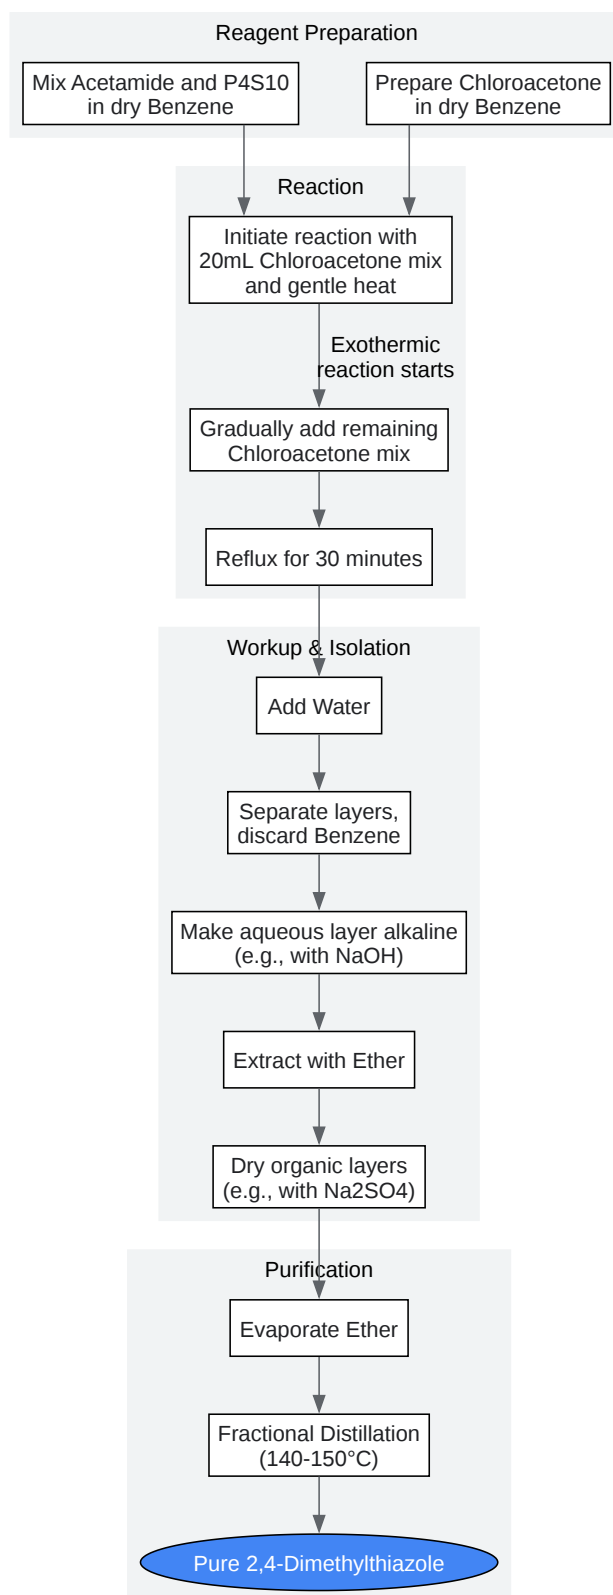 Reagent Preparation
Mix Acetamide and P4S10
in dry Benzene
Prepare Chloroacetone
in dry Benzene
Reaction
Initiate reaction with
20mL Chloroacetone mix
and gentle heat
Exothermic
reaction starts
Gradually add remaining
Chloroacetone mix
Reflux for 30 minutes
Workup & Isolation
Add Water
Separate layers,
discard Benzene
Make aqueous layer alkaline
(e.g., with NaOH)
Extract with Ether
Dry organic layers
(e.g., with Na2SO4)
Purification
Evaporate Ether
Fractional Distillation
(140-150°C)
Pure 2,4-Dimethylthiazole